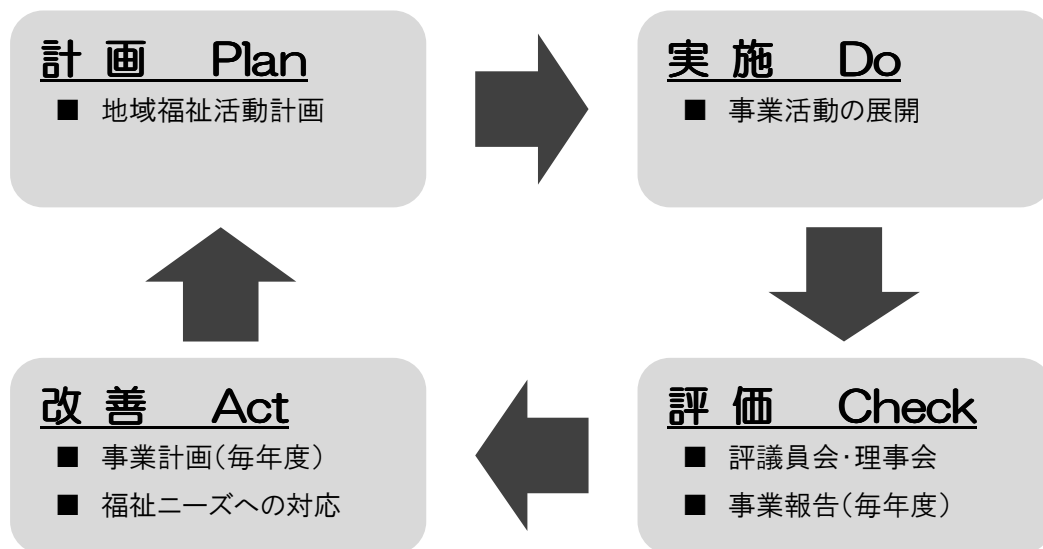 計 画 Plan
■ 地域福祉活動計画
実 施 Do
■ 事業活動の展開
改 善 Act
■ 事業計画（毎年度）
■ 福祉ニーズへの対応
評 価 Check
■ 評議員会・理事会
■ 事業報告（毎年度）